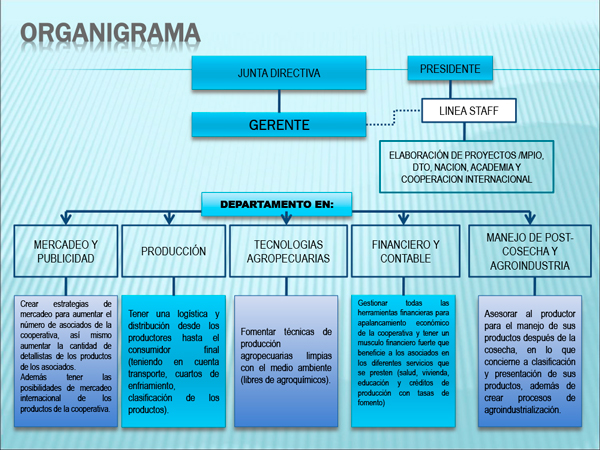 ORGANIGRAMA
JUNTA DIRECTIVA
PRESIDENTE
LINEA STAFF
GERENTE
ELABORACIÓN DE PROYECTOS /MPIO,
DTO, NACION, ACADEMIA Y
COOPERACION INTERNACIONAL
DEPARTAMENTO EN:
MERCADEO Y
PUBLICIDAD
PRODUCCIÓN
TECNOLOGIAS
AGROPECUARIAS
FINANCIERO Y
CONTABLE
MANEJO DE POST-
COSECHA Y
AGROINDUSTRIA
Crear estrategias de
mercadeo para aumentar el
número de asociados de la
cooperativa, así mismo
aumentar la cantidad de
detallistas de los productos
de los asociados.
Además tener las
posibilidades de mercadeo
internacional de los
productos de la cooperativa.
Tener una logística y
distribución desde los
productores hasta el
consumidor final
(teniendo en cuenta
transporte, cuartos de
enfriamiento,
clasificación de los
productos).
Fomentar técnicas de
producción
agropecuarias limpias
con el medio ambiente
(libres de agroquímicos).
Gestionar todas las
herramientas financieras para
apalancamiento económico
de la cooperativa y tener un
musculo financiero fuerte que
beneficie a los asociados en
los diferentes servicios que
se presten (salud, vivienda,
educación y créditos de
producción con tasas de
fomento)
Asesorar al productor
para el manejo de sus
productos después de la
cosecha, en lo que
concierne a clasificación
y presentación de sus
productos, además de
crear procesos de
agroindustrialización.